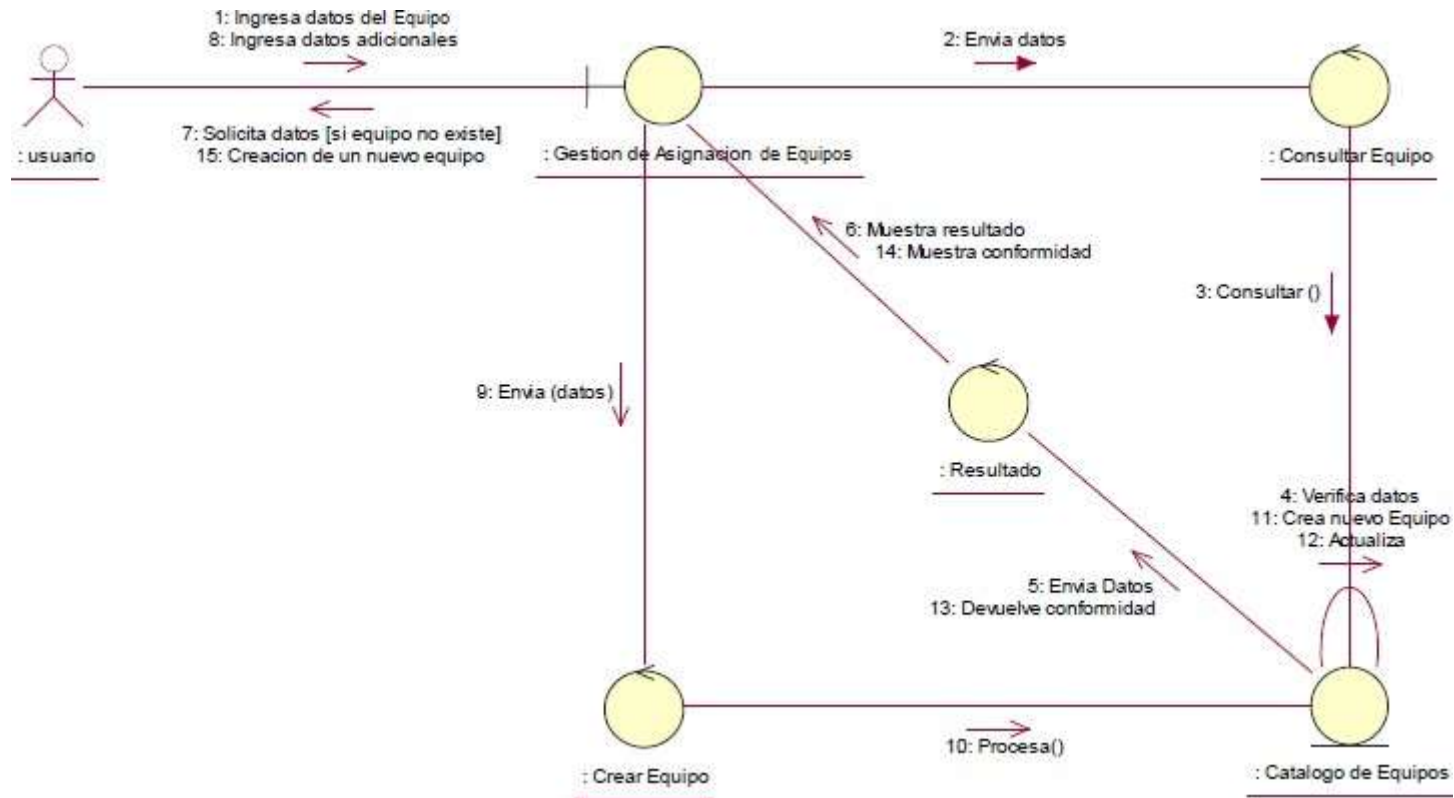 1: Ingresa datos del Equipo
8: Ingresa datos adicionales
2: Envia datos
7: Solicita datos [si equipo no existe]
15: Creacion de un nuevo equipo
: usuario
: Gestion de Asignacion de Equipos
: Consultar Equipo
6: Muestra resultado
14: Muestra conformidad
3: Consultar ()
9: Envia (datos)
: Resultado
4: Verifica datos
11: Crea nuevo Equipo
12: Actualiza
5: Envia Datos
13: Devuelve conformidad
10: Procesa()
: Crear Equipo
: Catalogo de Equipos